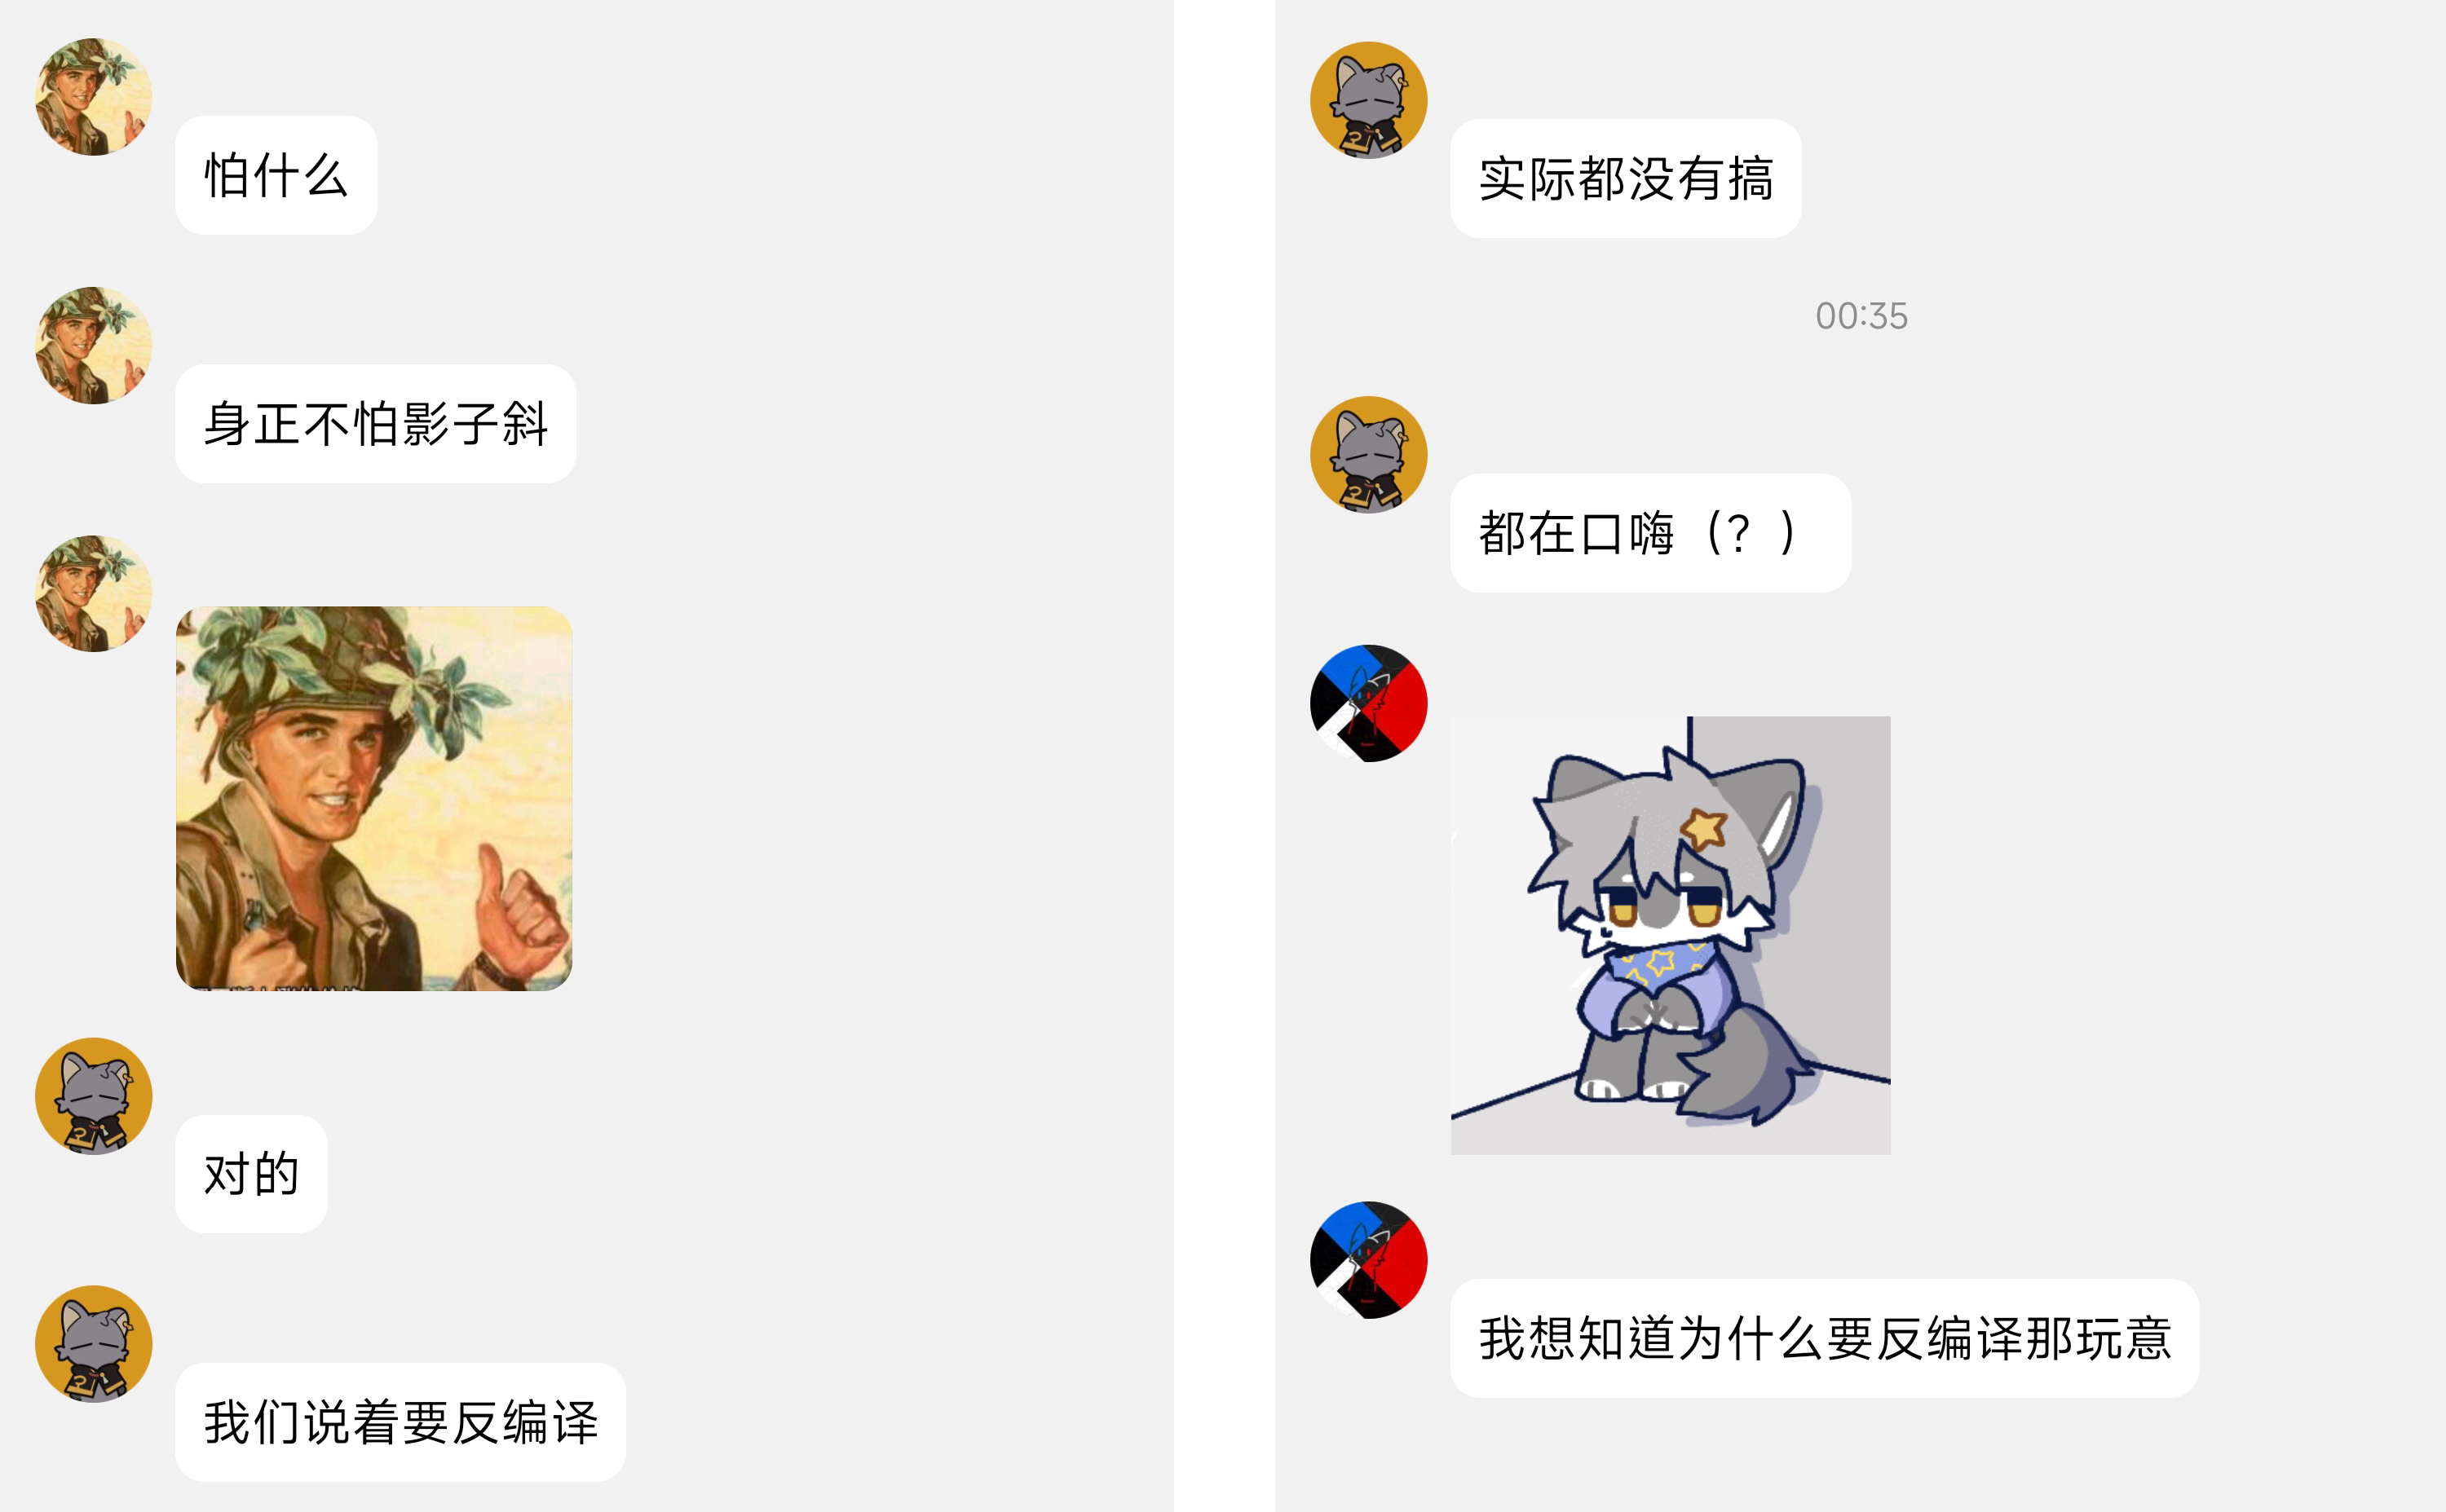 怕什么
身正不怕影子斜
对的
我们说着要反编译
实际都没有搞
00:35
都在口嗨（？）
我想知道为什么要反编译那玩意